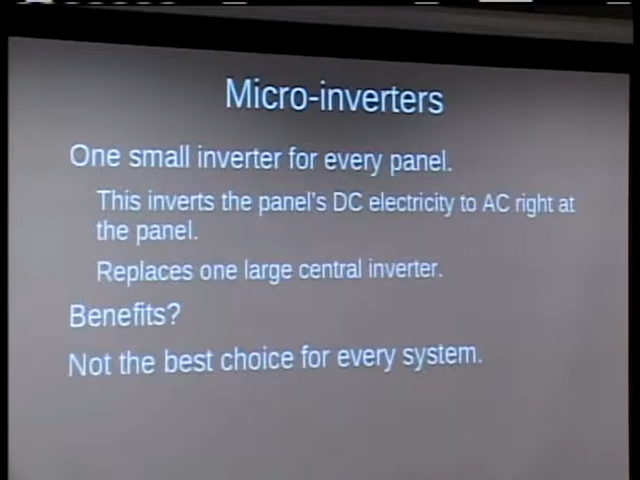 Micro-inverters
One small inverter for every panel.
This inverts the panel's DC electricity to AC right at
the panel.
Replaces one large central inverter.
Benefits?
Not the best choice for every system.